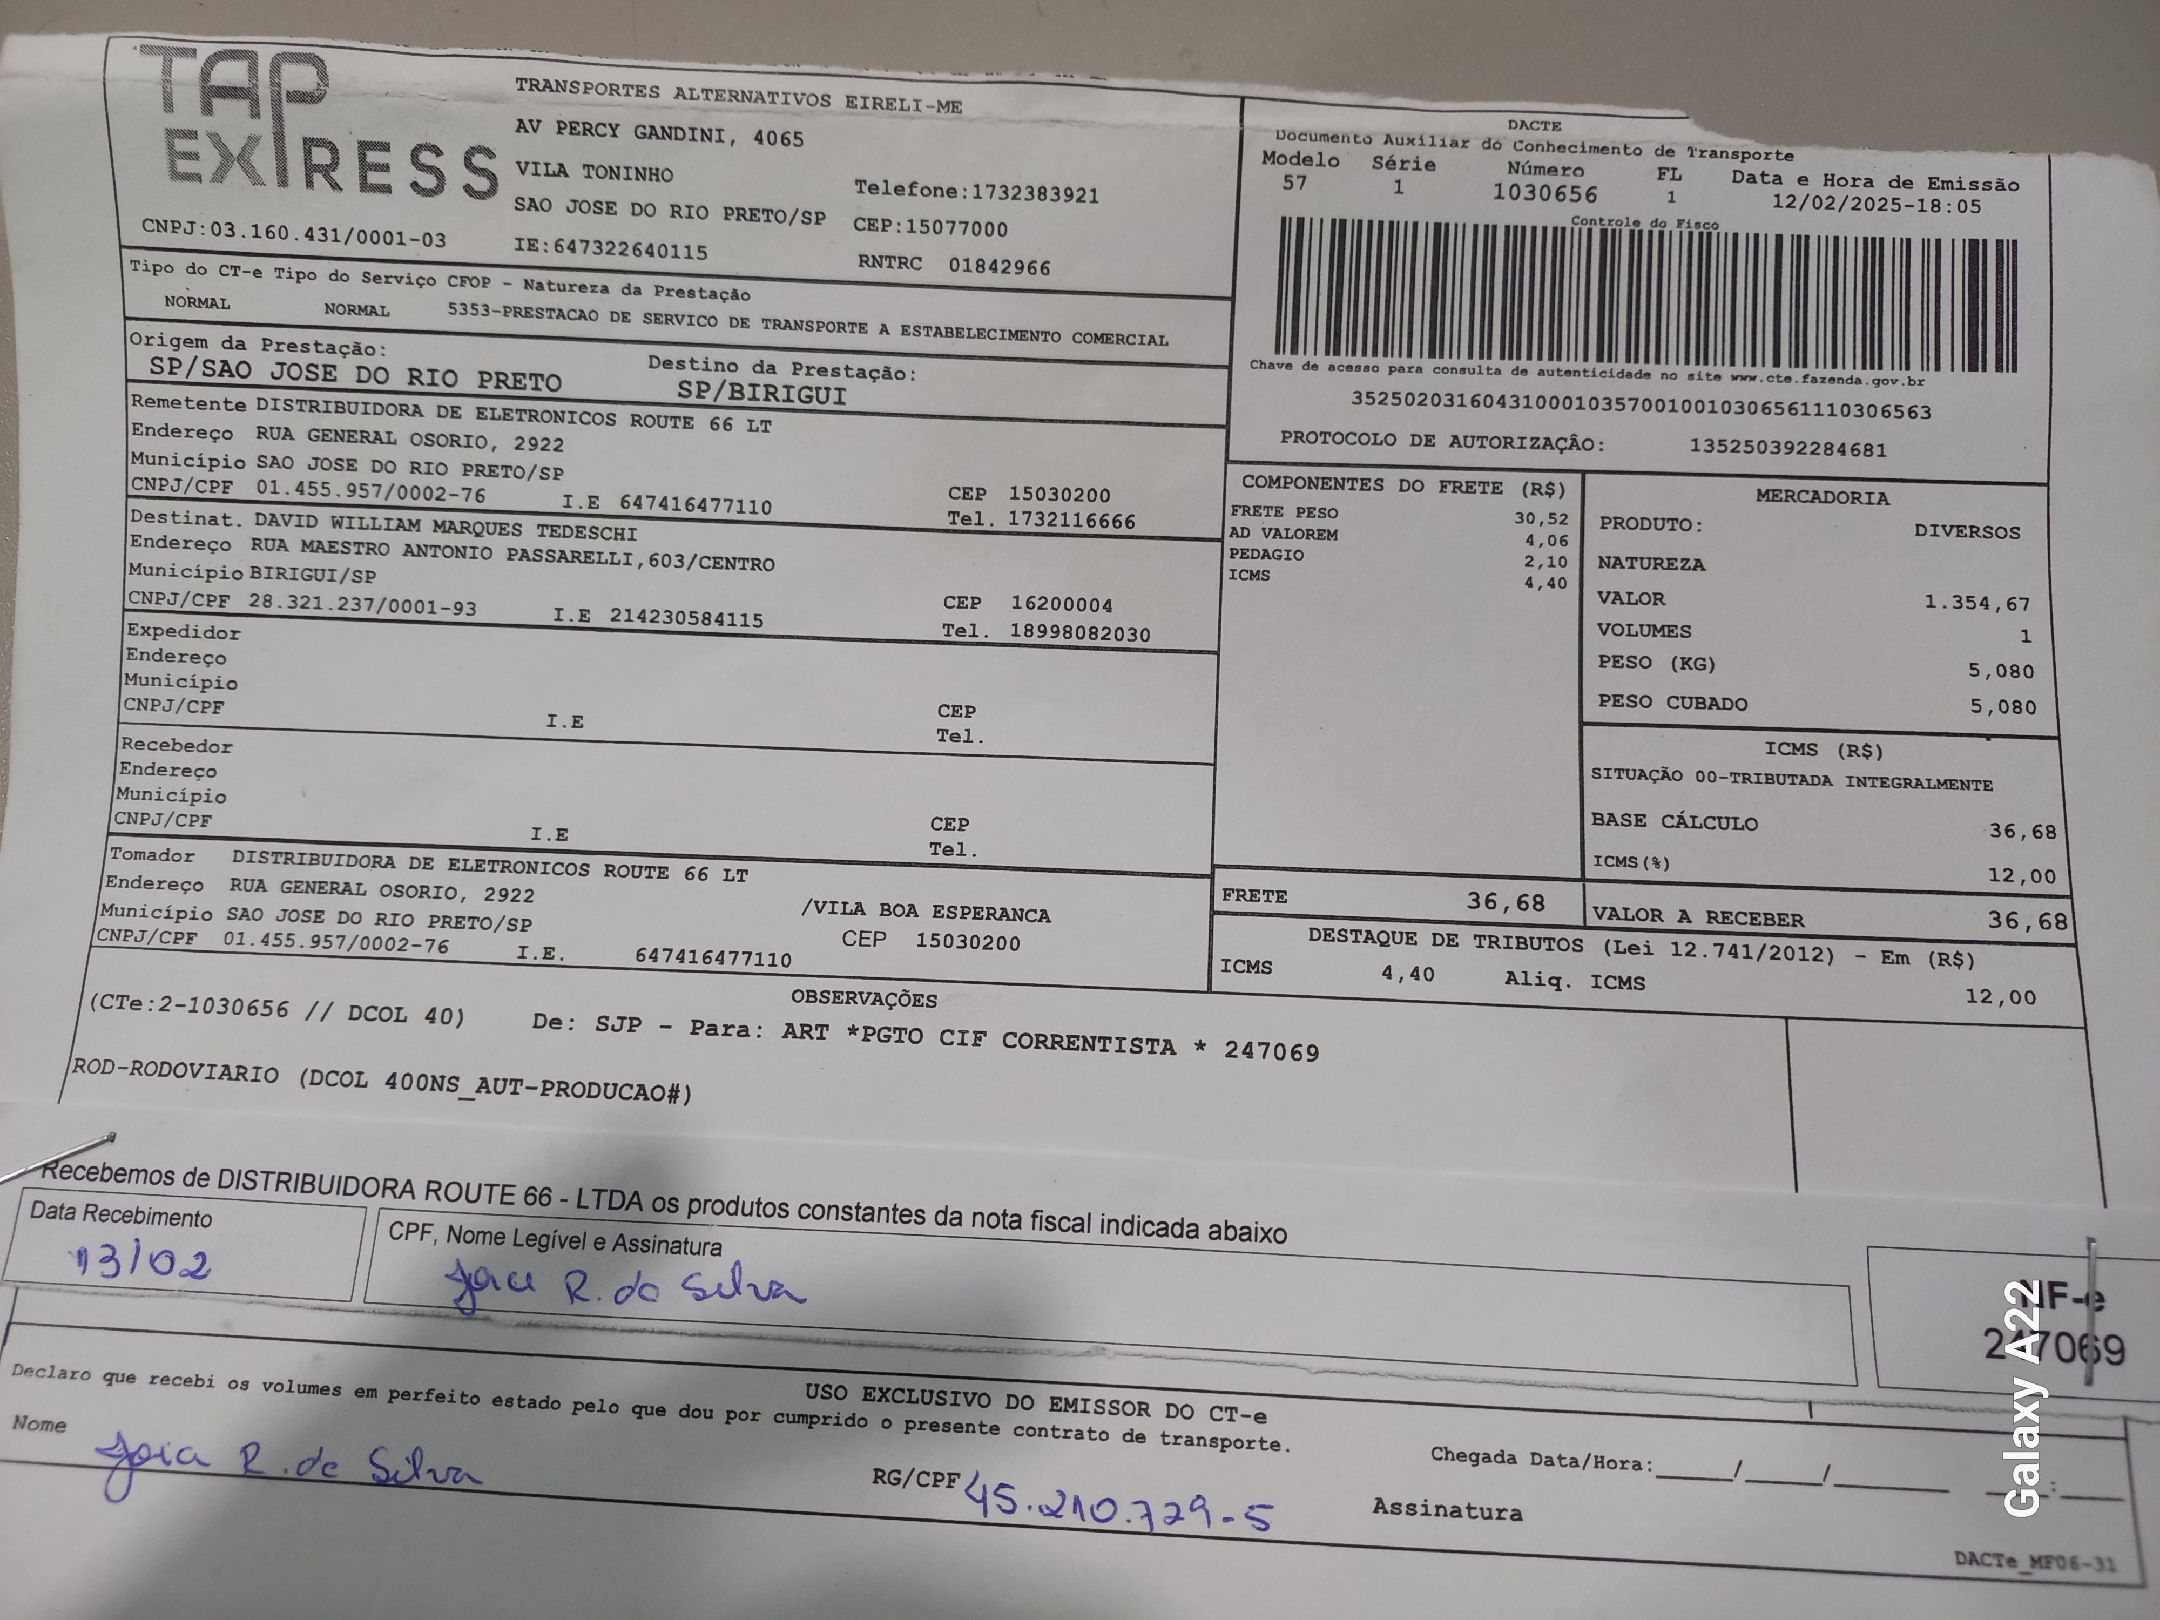 TAP EXPRESS
TRANSPORTES ALTERNATIVOS EIRELI-ME
AV PERCY GANDINI, 4065
VILA TONINHO
Telefone:1732383921
SAO JOSE DO RIO PRETO/SP CEP:15077000
CNPJ:03.160.431/0001-03 IE:647322640115 RNTRC 01842966
DACTE
Documento Auxiliar do Conhecimento de Transporte
Modelo Série Número FL Data e Hora de Emissão
57 1 1030656 1 12/02/2025-18:05
Controle do Fisco
Chave de acesso para consulta de autenticidade no site www.cte.fazenda.gov.br
35250203160431000103570010010306561110306563
PROTOCOLO DE AUTORIZAÇÂO: 135250392284681
Tipo do CT-e Tipo do Serviço CFOP - Natureza da Prestação
NORMAL NORMAL 5353-PRESTACAO DE SERVICO DE TRANSPORTE A ESTABELECIMENTO COMERCIAL
Origem da Prestação: Destino da Prestação:
SP/SAO JOSE DO RIO PRETO SP/BIRIGUI
Remetente DISTRIBUIDORA DE ELETRONICOS ROUTE 66 LT
Endereço RUA GENERAL OSORIO, 2922
Município SAO JOSE DO RIO PRETO/SP CEP 15030200
CNPJ/CPF 01.455.957/0002-76 I.E 647416477110 Tel. 1732116666
Destinat. DAVID WILLIAM MARQUES TEDESCHI
Endereço RUA MAESTRO ANTONIO PASSARELLI,603/CENTRO
Município BIRIGUI/SP CEP 16200004
CNPJ/CPF 28.321.237/0001-93 I.E 214230584115 Tel. 18998082030
Expedidor
Endereço
Município CEP
CNPJ/CPF I.E Tel.
Recebedor
Endereço
Município CEP
CNPJ/CPF I.E Tel.
Tomador DISTRIBUIDORA DE ELETRONICOS ROUTE 66 LT
Endereço RUA GENERAL OSORIO, 2922 /VILA BOA ESPERANCA
Município SAO JOSE DO RIO PRETO/SP CEP 15030200
CNPJ/CPF 01.455.957/0002-76 I.E. 647416477110
COMPONENTES DO FRETE (R$)
FRETE PESO 30,52
AD VALOREM 4,06
PEDAGIO 2,10
ICMS 4,40
MERCADORIA
PRODUTO: DIVERSOS
NATUREZA
VALOR 1.354,67
VOLUMES 1
PESO (KG) 5,080
PESO CUBADO 5,080
ICMS (R$)
SITUAÇÃO 00-TRIBUTADA INTEGRALMENTE
BASE CÁLCULO 36,68
ICMS(%) 12,00
FRETE 36,68 VALOR A RECEBER 36,68
DESTAQUE DE TRIBUTOS (Lei 12.741/2012) - Em (R$)
ICMS 4,40 Aliq. ICMS 12,00
OBSERVAÇÕES
(CTe:2-1030656 // DCOL 40) De: SJP - Para: ART *PGTO CIF CORRENTISTA * 247069
ROD-RODOVIARIO (DCOL 400NS_AUT-PRODUCAO#)
Recebemos de DISTRIBUIDORA ROUTE 66 - LTDA os produtos constantes da nota fiscal indicada abaixo
Data Recebimento CPF, Nome Legível e Assinatura
13/02 R. da Silva
NF-e
247069
USO EXCLUSIVO DO EMISSOR DO CT-e
Declaro que recebi os volumes em perfeito estado pelo que dou por cumprido o presente contrato de transporte.
Nome R. da Silva RG/CPF 45.210.729-5 Chegada Data/Hora:____/____/______ ___:___
Assinatura
DACTe_MF06-31
Galaxy A22